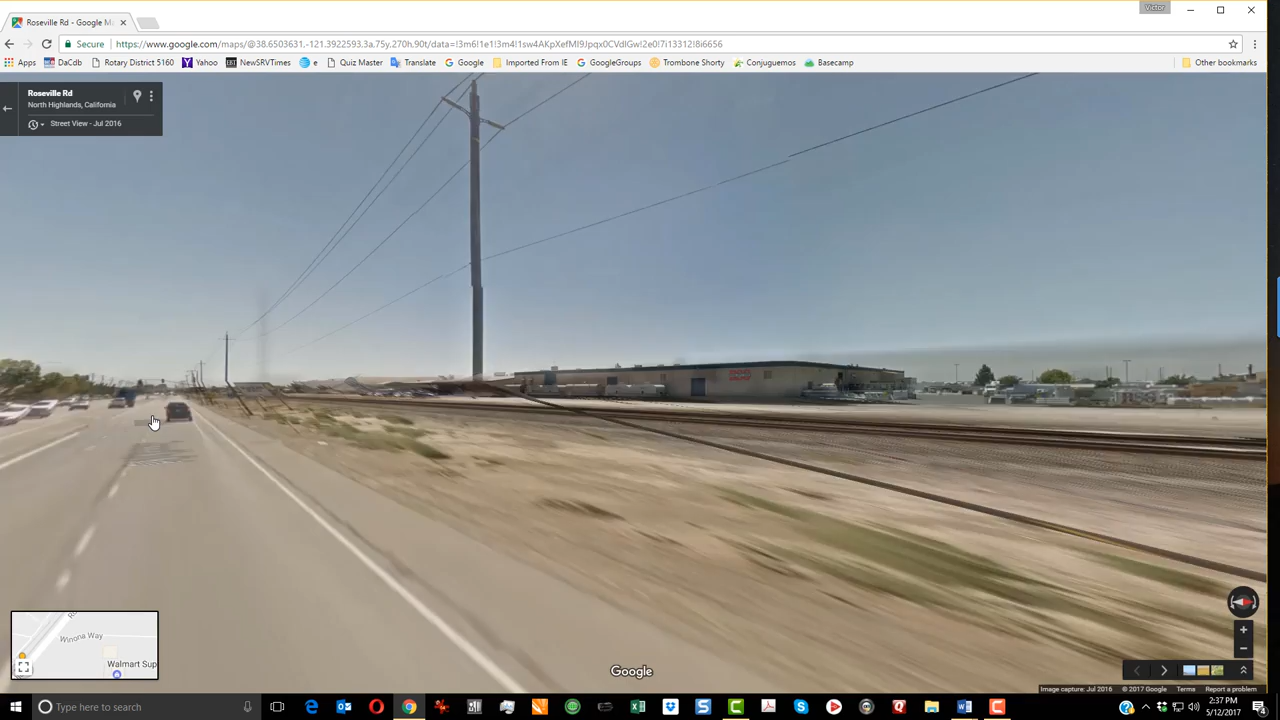 Victor
Roseville Rd - Google M
Secure
https://www.google.com/maps/@38.6503631,-121.3922593,3a,75y,270h,90t/data=!3m6!1e1!3m4!1sw4AKpXefMI9Jpqx0CVdlGw!2e0!7i13312!8i6656
Apps DaCdb Rotary District 5160 Yahoo NewSRVTimes e Quiz Master Translate Google Imported From IE GoogleGroups Trombone Shorty Conjuguemos Basecamp Other bookmarks
Roseville Rd
North Highlands, California
Street View - Jul 2016
Winona Way
Walmart Sup
Google
Image capture: Jul 2016 © 2017 Google Terms Report a problem
Type here to search
2:37 PM
5/12/2017